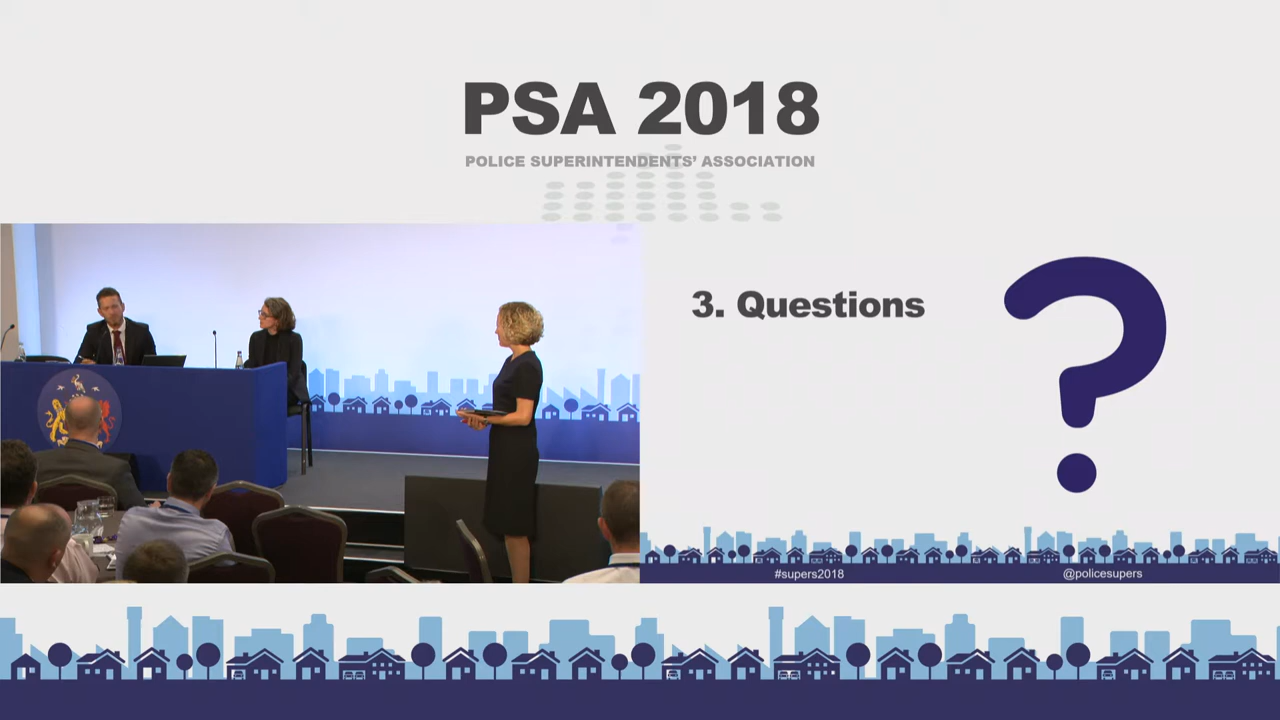 PSA 2018
POLICE SUPERINTENDENTS' ASSOCIATION
3. Questions
?
#supers2018
@policesupers